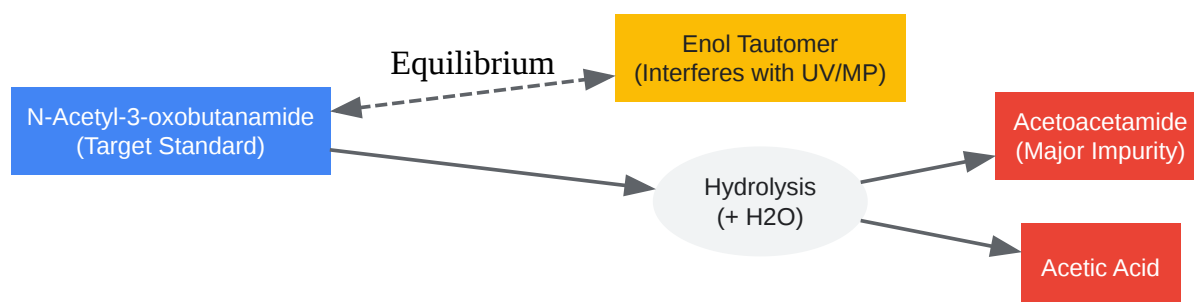 Equilibrium
Enol Tautomer
(Interferes with UV/MP)
N-Acetyl-3-oxobutanamide
(Target Standard)
Hydrolysis
(+ H2O)
Acetoacetamide
(Major Impurity)
Acetic Acid